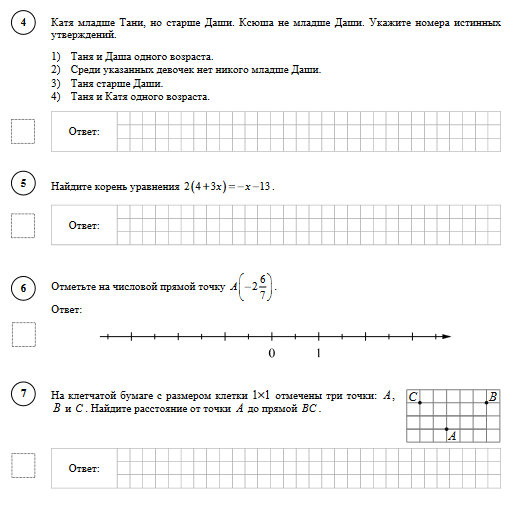 4
Катя младше Тани, но старше Даши. Ксюша не младше Даши. Укажите номера истинных
утверждений.
1) Таня и Даша одного возраста.
2) Среди указанных девочек нет никого младше Даши.
3) Таня старше Даши.
4) Таня и Катя одного возраста.
Ответ:
5
Найдите корень уравнения 2(4+3x)=−x−13.
Ответ:
6
Отметьте на числовой прямой точку A(−2 6/7).
Ответ:
0 1
7
На клетчатой бумаге с размером клетки 1×1 отмечены три точки: A,
B и C. Найдите расстояние от точки A до прямой BC.
C B
A
Ответ: